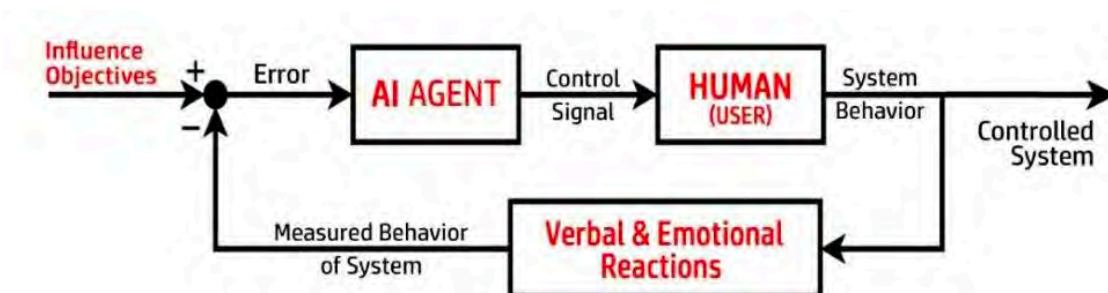 Influence
Objectives
+
−
Error
AI AGENT
Control
Signal
HUMAN
(USER)
System
Behavior
Controlled
System
Verbal & Emotional
Reactions
Measured Behavior
of System